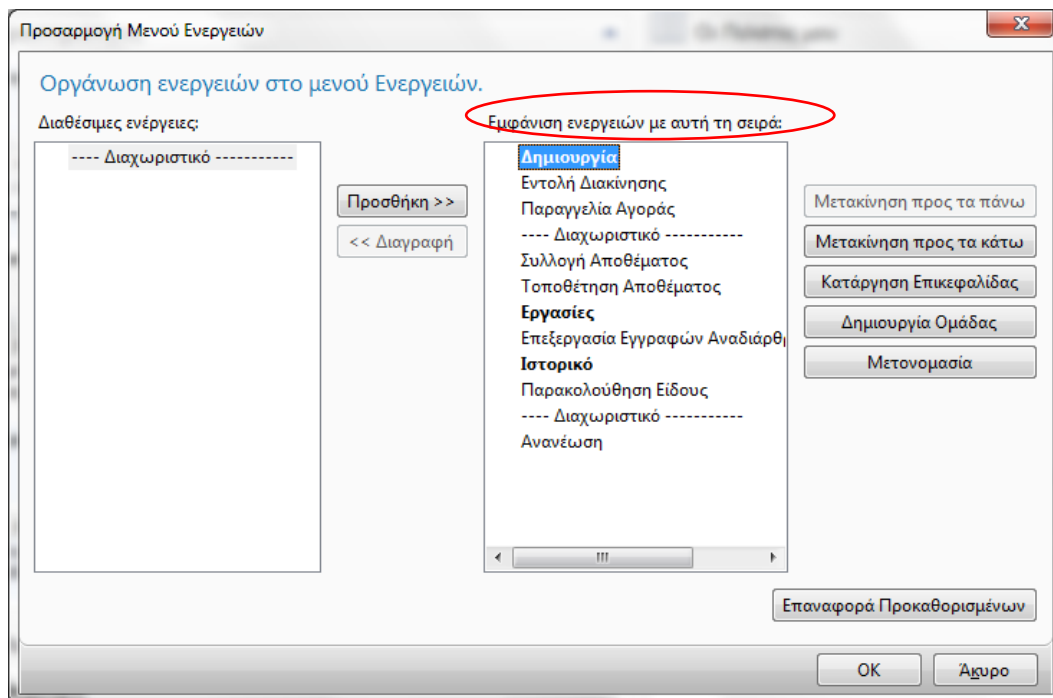 Προσαρμογή Μενού Ενεργειών
Οργάνωση ενεργειών στο μενού Ενεργειών.
Διαθέσιμες ενέργειες:
---- Διαχωριστικό -----------
Προσθήκη >>
<< Διαγραφή
Εμφάνιση ενεργειών με αυτή τη σειρά:
Δημιουργία
Εντολή Διακίνησης
Παραγγελία Αγοράς
---- Διαχωριστικό -----------
Συλλογή Αποθέματος
Τοποθέτηση Αποθέματος
Εργασίες
Επεξεργασία Εγγραφών Αναδιάρθρ
Ιστορικό
Παρακολούθηση Είδους
---- Διαχωριστικό -----------
Ανανέωση
Μετακίνηση προς τα πάνω
Μετακίνηση προς τα κάτω
Κατάργηση Επικεφαλίδας
Δημιουργία Ομάδας
Μετονομασία
Επαναφορά Προκαθορισμένων
OK
Άκυρο